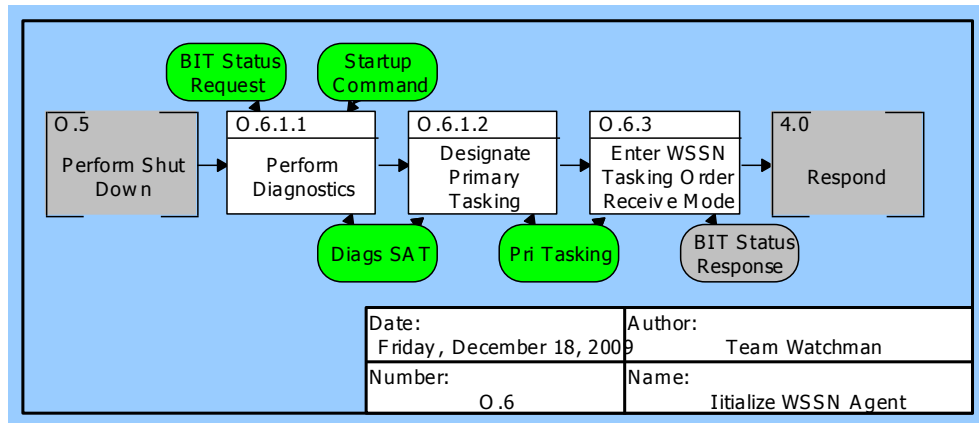 BIT Status
Request
Startup
Command
O.5
Perform Shut
Down
O.6.1.1
Perform
Diagnostics
O.6.1.2
Designate
Primary
Tasking
O.6.3
Enter WSSN
Tasking Order
Receive Mode
4.0
Respond
Diags SAT
Pri Tasking
BIT Status
Response
Date:
Friday, December 18, 2009
Author:
Team Watchman
Number:
O.6
Name:
Iitialize WSSN Agent